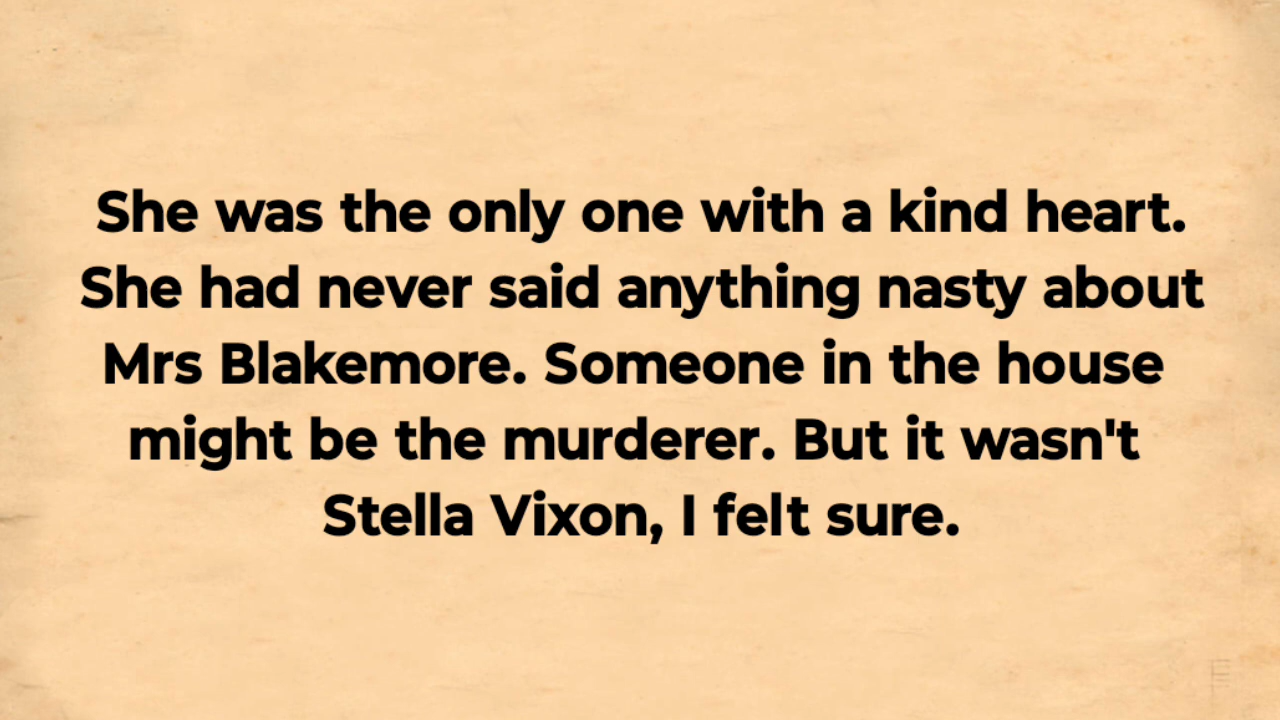 She was the only one with a kind heart.
She had never said anything nasty about
Mrs Blakemore. Someone in the house
might be the murderer. But it wasn't
Stella Vixon, I felt sure.